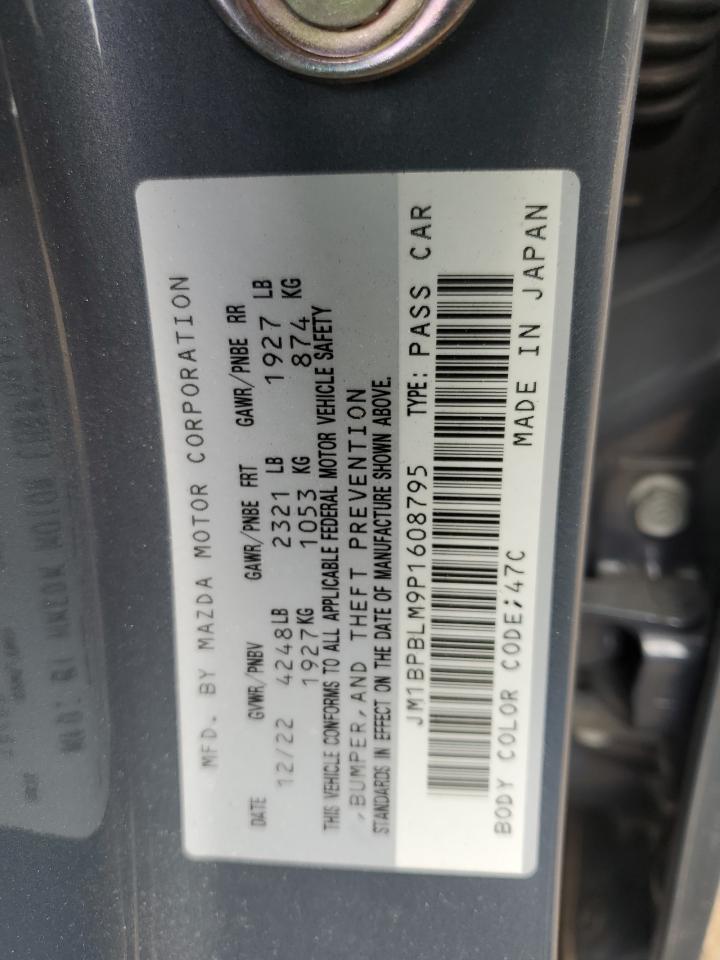 MFD. BY MAZDA MOTOR CORPORATION
DATE GVWR/PNBV GAWR/PNBE FRT GAWR/PNBE RR
12/22 4248LB 2321 LB 1927 LB
1927KG 1053 KG 874 KG
THIS VEHICLE CONFORMS TO ALL APPLICABLE FEDERAL MOTOR VEHICLE SAFETY
,BUMPER,AND THEFT PREVENTION
STANDARDS IN EFFECT ON THE DATE OF MANUFACTURE SHOWN ABOVE.
JM1BPBLM9P1608795 TYPE: PASS CAR
BODY COLOR CODE;47C MADE IN JAPAN